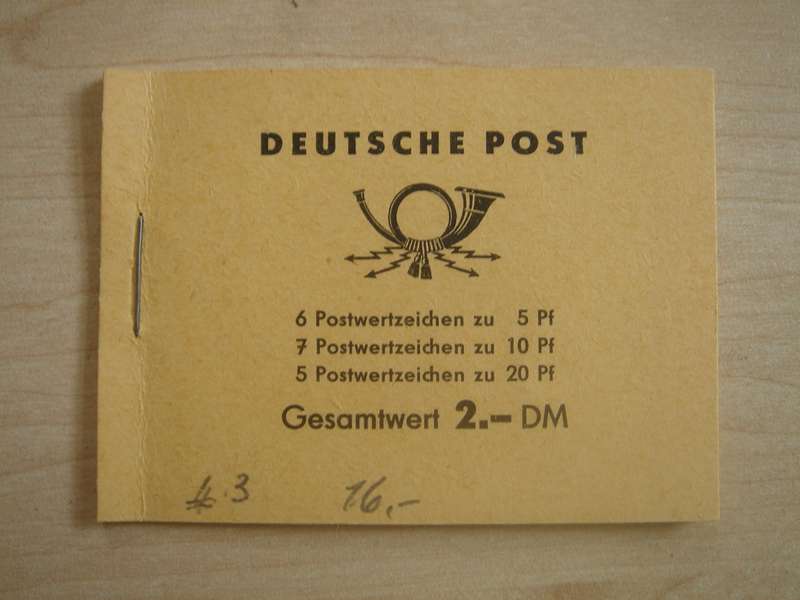 DEUTSCHE POST
6 Postwertzeichen zu 5 Pf
7 Postwertzeichen zu 10 Pf
5 Postwertzeichen zu 20 Pf
Gesamtwert 2.– DM
3 16,–